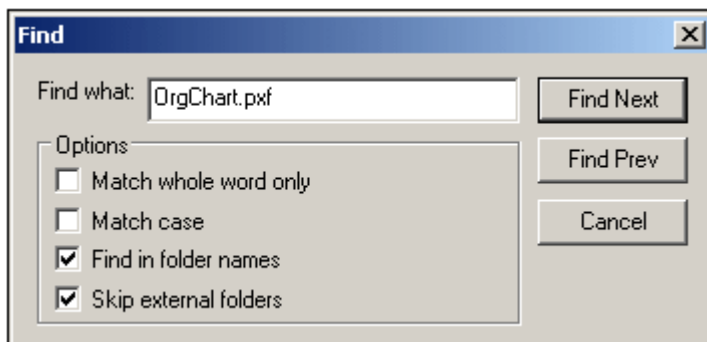 Find
Find what: OrgChart.pxf
Find Next
Options
Find Prev
Match whole word only
Match case
Cancel
Find in folder names
Skip external folders